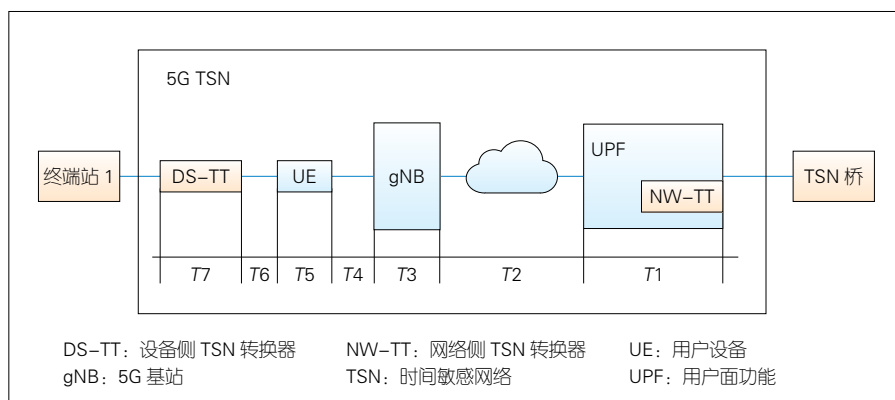 5G TSN
终端站 1
DS-TT
UE
gNB
UPF
NW-TT
TSN 桥
T7 T6 T5 T4 T3 T2 T1
DS-TT：设备侧 TSN 转换器 NW-TT：网络侧 TSN 转换器 UE：用户设备
gNB：5G 基站 TSN：时间敏感网络 UPF：用户面功能